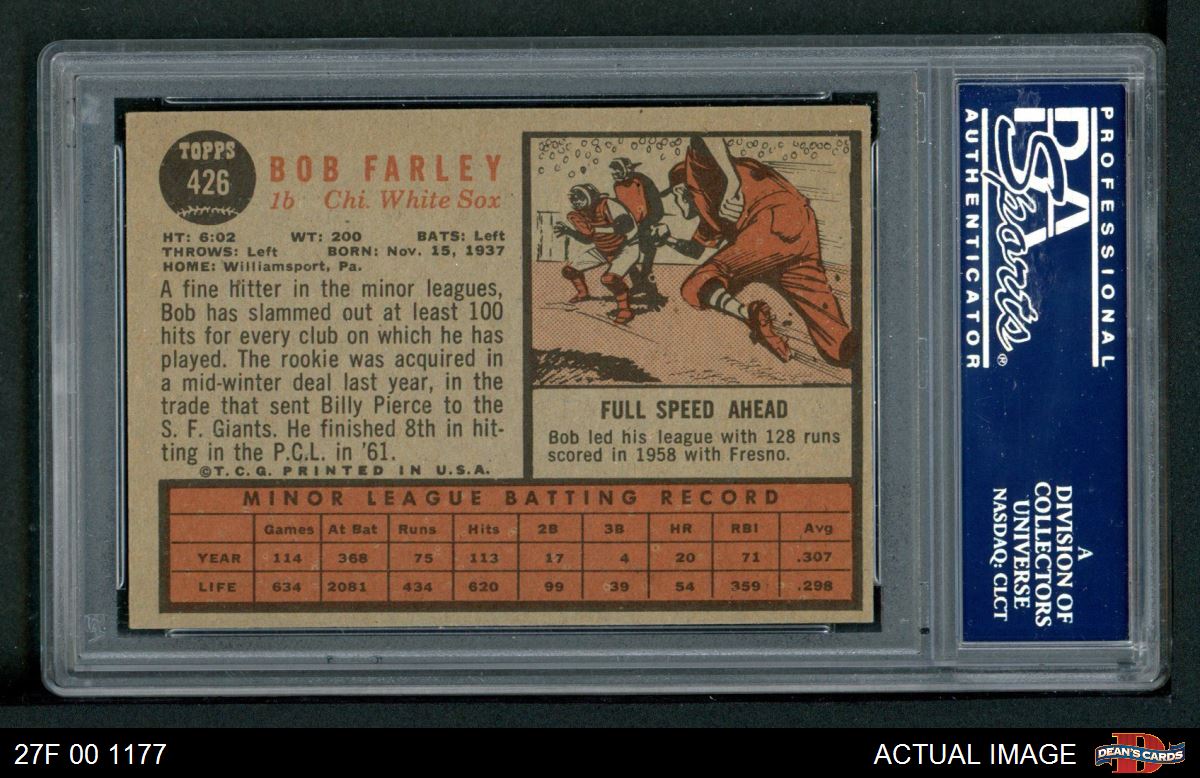 TOPPS
426
BOB FARLEY
1b Chi. White Sox
HT: 6:02 WT: 200 BATS: Left
THROWS: Left BORN: Nov. 15, 1937
HOME: Williamsport, Pa.
A fine hitter in the minor leagues,
Bob has slammed out at least 100
hits for every club on which he has
played. The rookie was acquired in
a mid-winter deal last year, in the
trade that sent Billy Pierce to the
S. F. Giants. He finished 8th in hit-
ting in the P.C.L. in '61.
©T. C. G. PRINTED IN U.S.A.
FULL SPEED AHEAD
Bob led his league with 128 runs
scored in 1958 with Fresno.
MINOR LEAGUE BATTING RECORD
Games At Bat Runs Hits 2B 3B HR RBI Avg
YEAR 114 368 75 113 17 4 20 71 .307
LIFE 634 2081 434 620 99 39 54 359 .298
PROFESSIONAL
PSA
Sports®
AUTHENTICATOR
A
DIVISION OF
COLLECTORS
UNIVERSE
NASDAQ: CLCT
27F 00 1177
ACTUAL IMAGE
DEAN'S CARDS